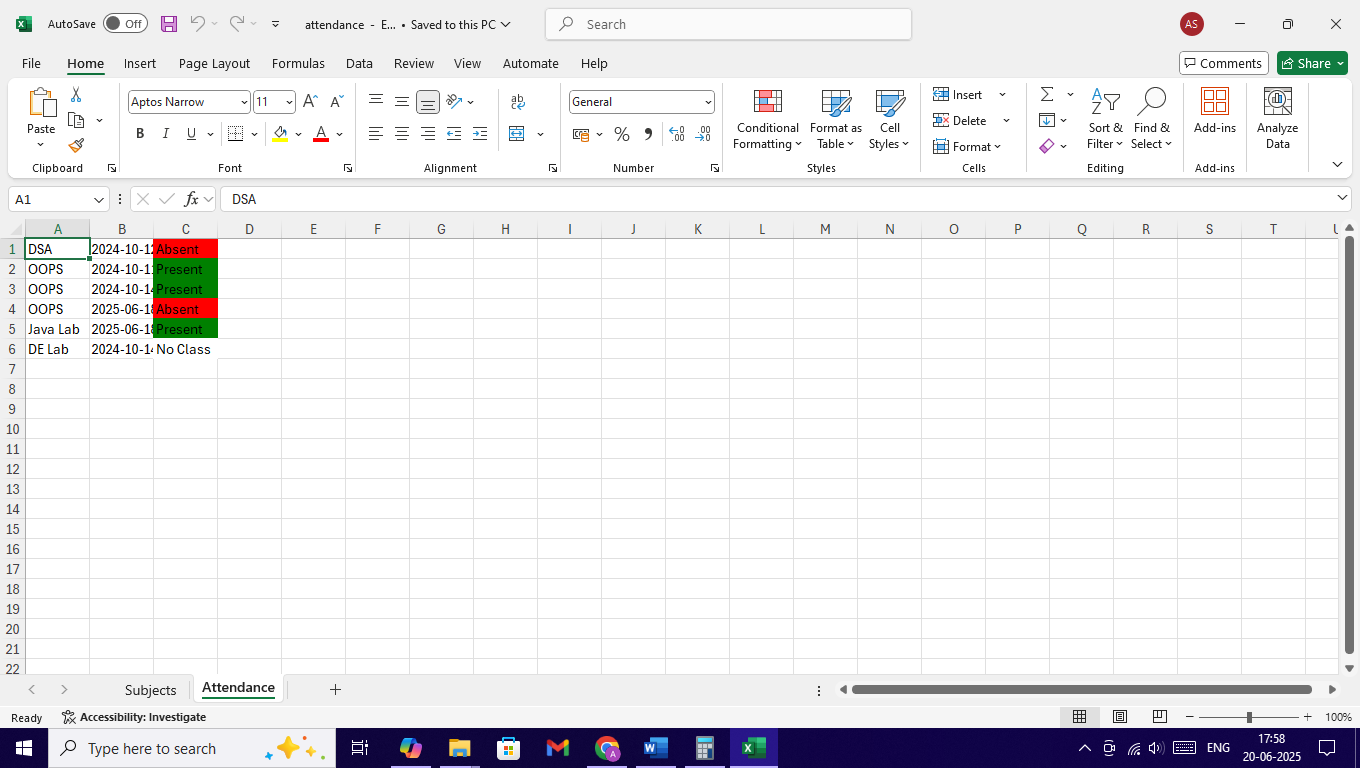 AutoSave Off attendance - E... • Saved to this PC Search AS
File Home Insert Page Layout Formulas Data Review View Automate Help Comments Share
Paste Aptos Narrow 11 A A ab General Conditional Formatting Format as Table Cell Styles Insert Delete Format Sort & Filter Find & Select Add-ins Analyze Data
B I U A %
Clipboard Font Alignment Number Styles Cells Editing Add-ins
A1 fx DSA
A B C D E F G H I J K L M N O P Q R S T
1 DSA 2024-10-12 Absent
2 OOPS 2024-10-11 Present
3 OOPS 2024-10-14 Present
4 OOPS 2025-06-18 Absent
5 Java Lab 2025-06-18 Present
6 DE Lab 2024-10-14 No Class
7
8
9
10
11
12
13
14
15
16
17
18
19
20
21
22
Subjects Attendance
Ready Accessibility: Investigate 100%
Type here to search ENG 17:58
20-06-2025